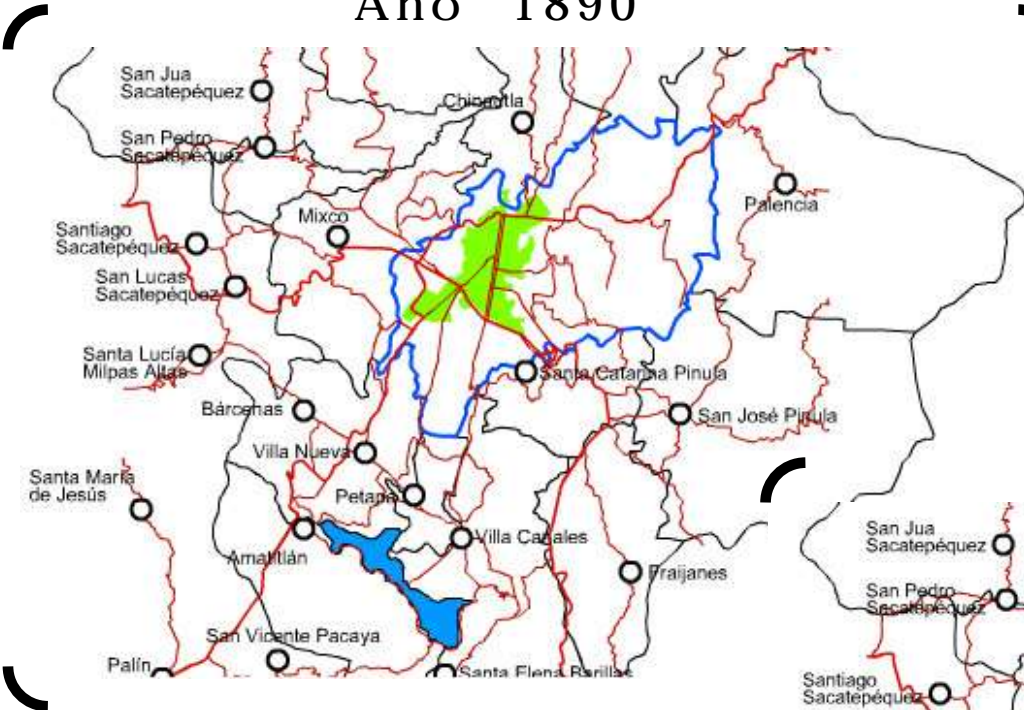 Año 1890
San Jua
Sacatepéquez
Chinautla
San Pedro
Sacatepéquez
Palencia
Mixco
Santiago
Sacatepéquez
San Lucas
Sacatepéquez
Santa Lucía
Milpas Altas
Santa Catarina Pinula
Bárcenas
San José Pinula
Villa Nueva
Santa María
de Jesús
Petapa
Villa Canales
Amatitlán
Fraijanes
San Vicente Pacaya
Palín
Santa Elena Barillas
San Jua
Sacatepéquez
San Pedro
Sacatepéquez
Santiago
Sacatepéquez